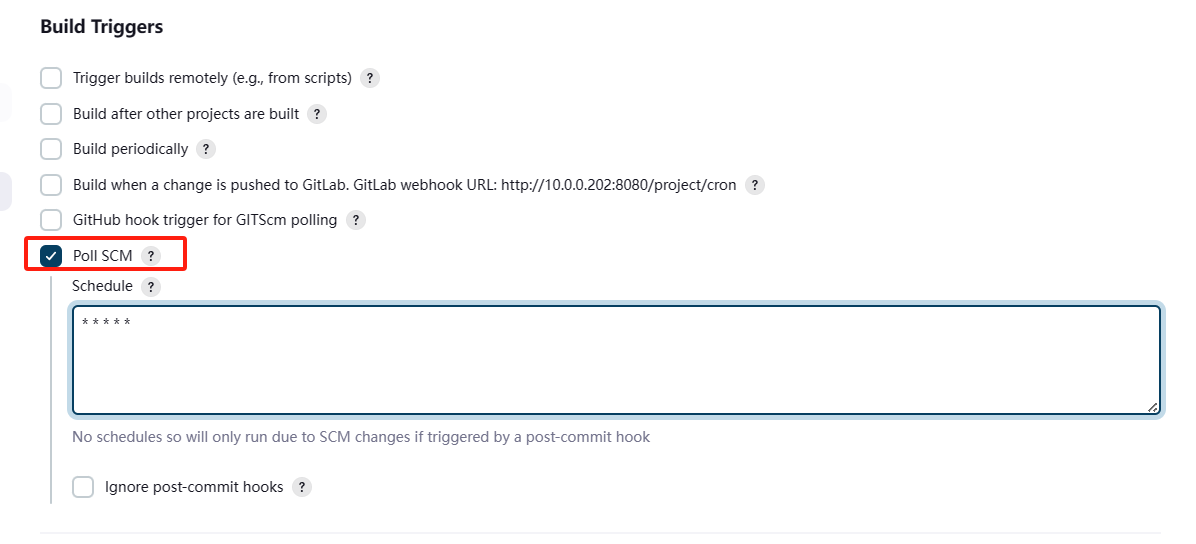 Build Triggers
Trigger builds remotely (e.g., from scripts) ?
Build after other projects are built ?
Build periodically ?
Build when a change is pushed to GitLab. GitLab webhook URL: http://10.0.0.202:8080/project/cron ?
GitHub hook trigger for GITScm polling ?
Poll SCM ?
Schedule ?
* * * * *
No schedules so will only run due to SCM changes if triggered by a post-commit hook
Ignore post-commit hooks ?